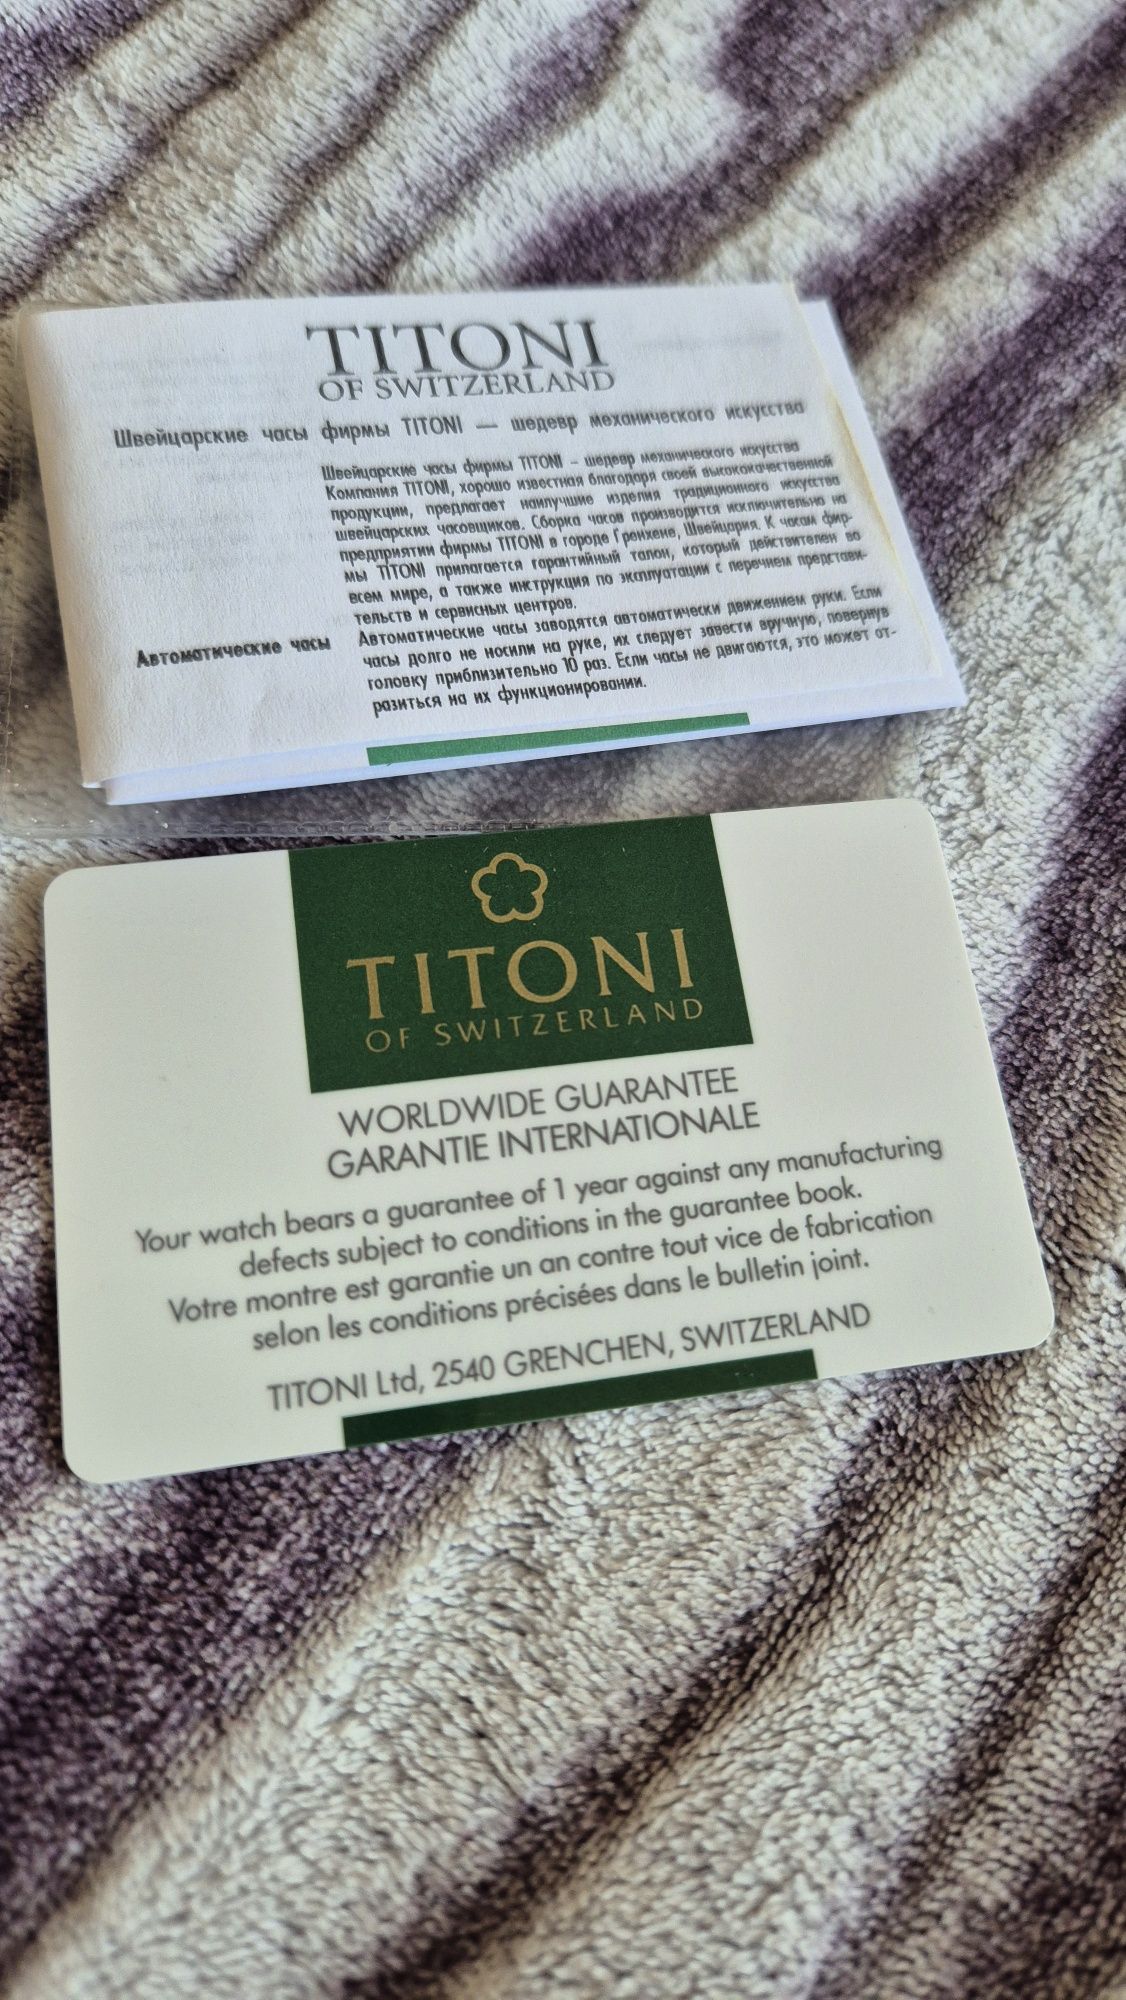 TITONI
OF SWITZERLAND
Швейцарские часы фирмы TITONI — шедевр механического искусства
Швейцарские часы фирмы TITONI – шедевр механического искусства
Компания TITONI, хорошо известная благодаря своей высококачественной
продукции, предлагает наилучшие изделия традиционного искусства
швейцарских часовщиков. Сборка часов производится исключительно на
предприятии фирмы TITONI в городе Гренхене, Швейцария. К часам фир-
мы TITONI прилагается гарантийный талон, который действителен во
всем мире, а также инструкция по эксплуатации с перечнем представи-
тельств и сервисных центров.
Автоматические часы
Автоматические часы заводятся автоматически движением руки. Если
часы долго не носили на руке, их следует завести вручную, повернув
головку приблизительно 10 раз. Если часы не двигаются, это может от-
разиться на их функционировании.
TITONI
OF SWITZERLAND
WORLDWIDE GUARANTEE
GARANTIE INTERNATIONALE
Your watch bears a guarantee of 1 year against any manufacturing
defects subject to conditions in the guarantee book.
Votre montre est garantie un an contre tout vice de fabrication
selon les conditions précisées dans le bulletin joint.
TITONI Ltd, 2540 GRENCHEN, SWITZERLAND